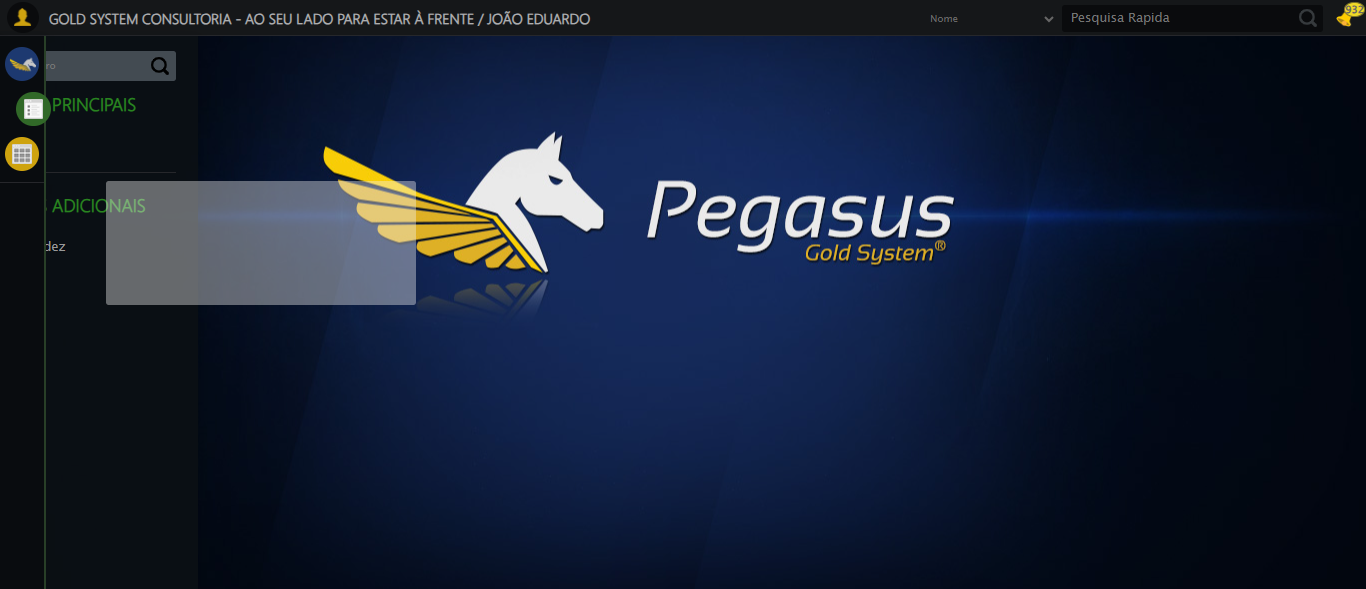 GOLD SYSTEM CONSULTORIA - AO SEU LADO PARA ESTAR À FRENTE / JOÃO EDUARDO
Nome
Pesquisa Rapida
932
ro
PRINCIPAIS
ADICIONAIS
dez
Pegasus
Gold System®